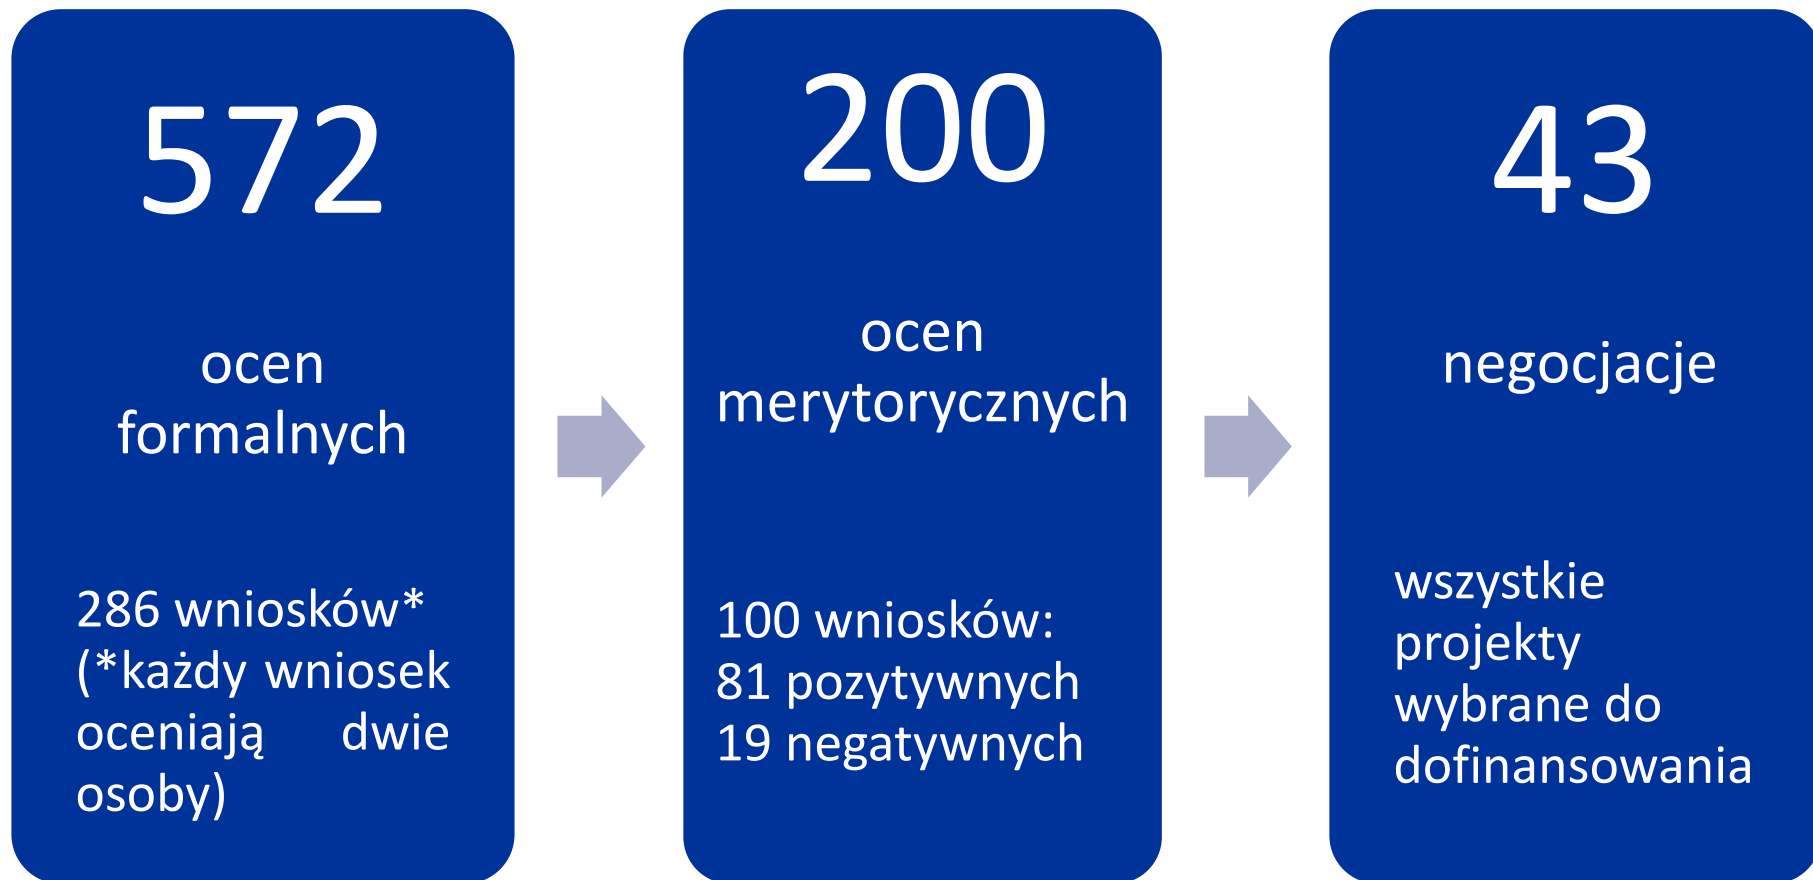 572
ocen
formalnych
286 wniosków*
(*każdy wniosek
oceniają dwie
osoby)
200
ocen
merytorycznych
100 wniosków:
81 pozytywnych
19 negatywnych
43
negocjacje
wszystkie
projekty
wybrane do
dofinansowania